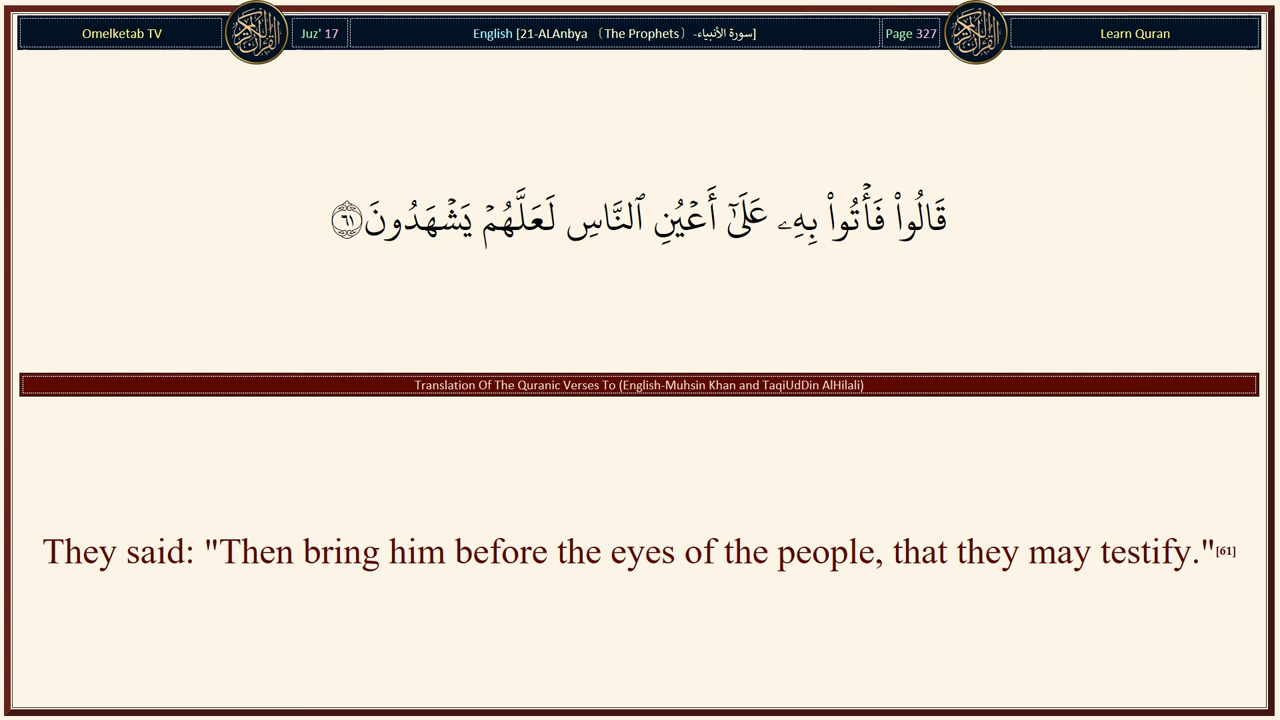 Omelketab TV
Juz' 17
English [21-ALAnbya 〔The Prophets〕 -سورة الأنبياء]
Page 327
Learn Quran
قَالُوا۟ فَأْتُوا۟ بِهِۦ عَلَىٰٓ أَعْيُنِ ٱلنَّاسِ لَعَلَّهُمْ يَشْهَدُونَ ٦١
Translation Of The Quranic Verses To (English-Muhsin Khan and TaqiUdDin AlHilali)
They said: "Then bring him before the eyes of the people, that they may testify."[61]